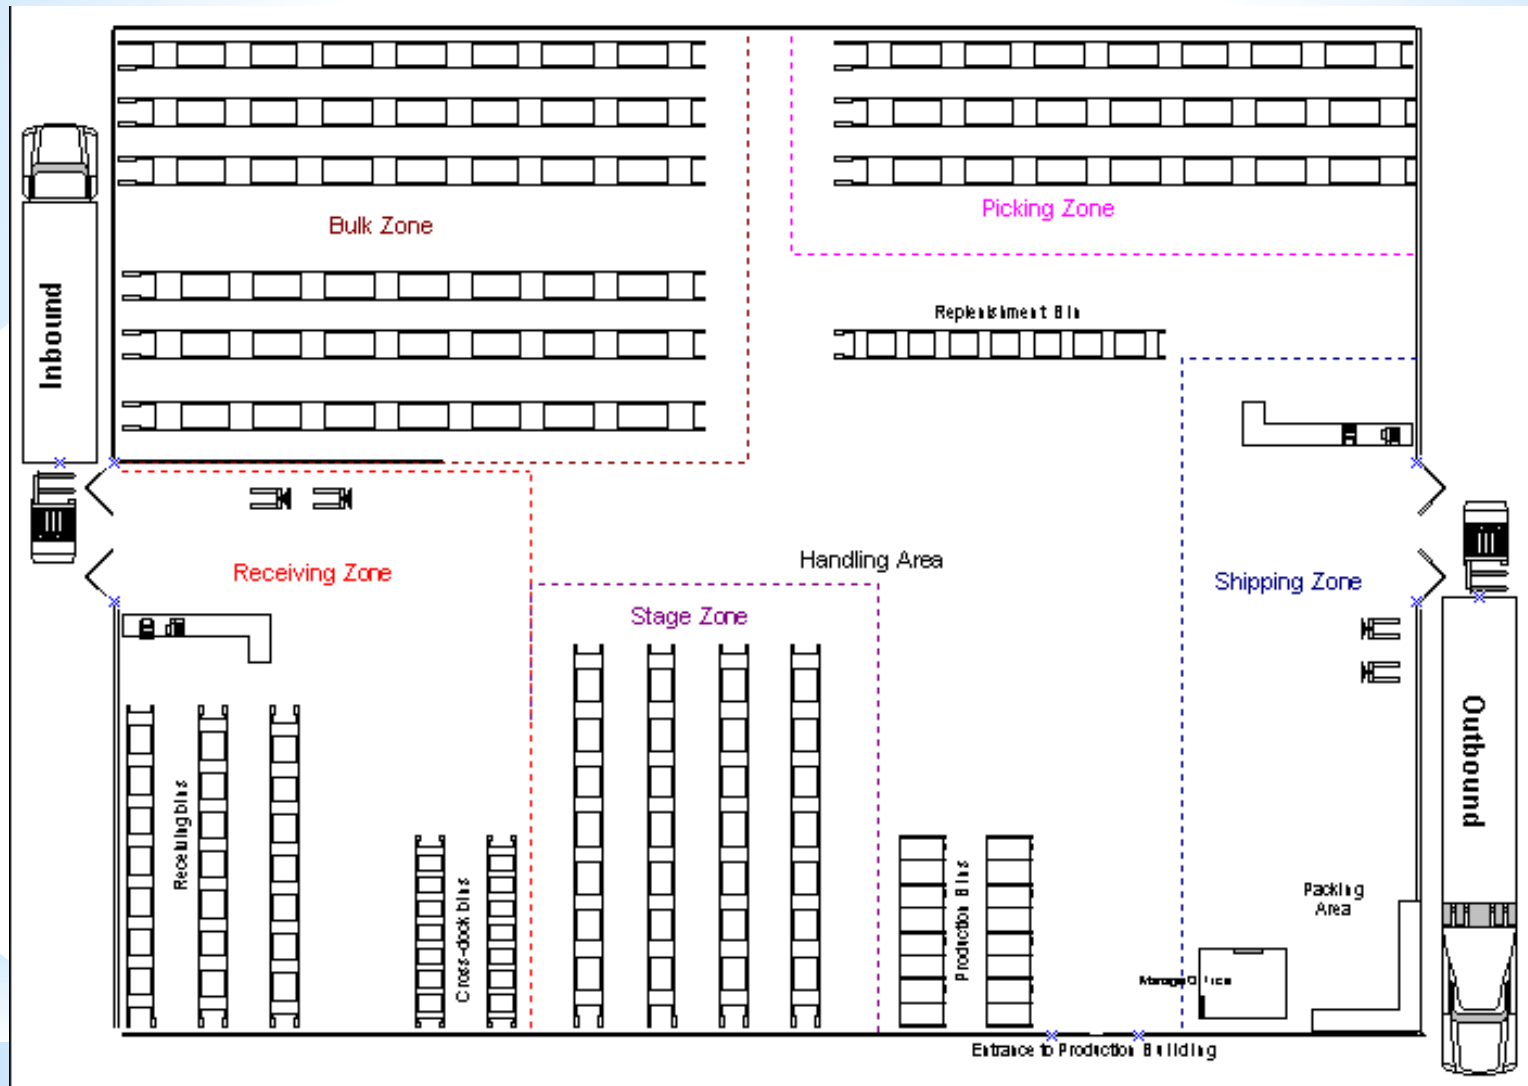 Bulk Zone
Picking Zone
Inbound
Replenishment Bin
Handling Area
Receiving Zone
Shipping Zone
Stage Zone
Outbound
Receiving bins
Cross-dock bins
Production Bins
Packing
Area
Entrance to Production Building